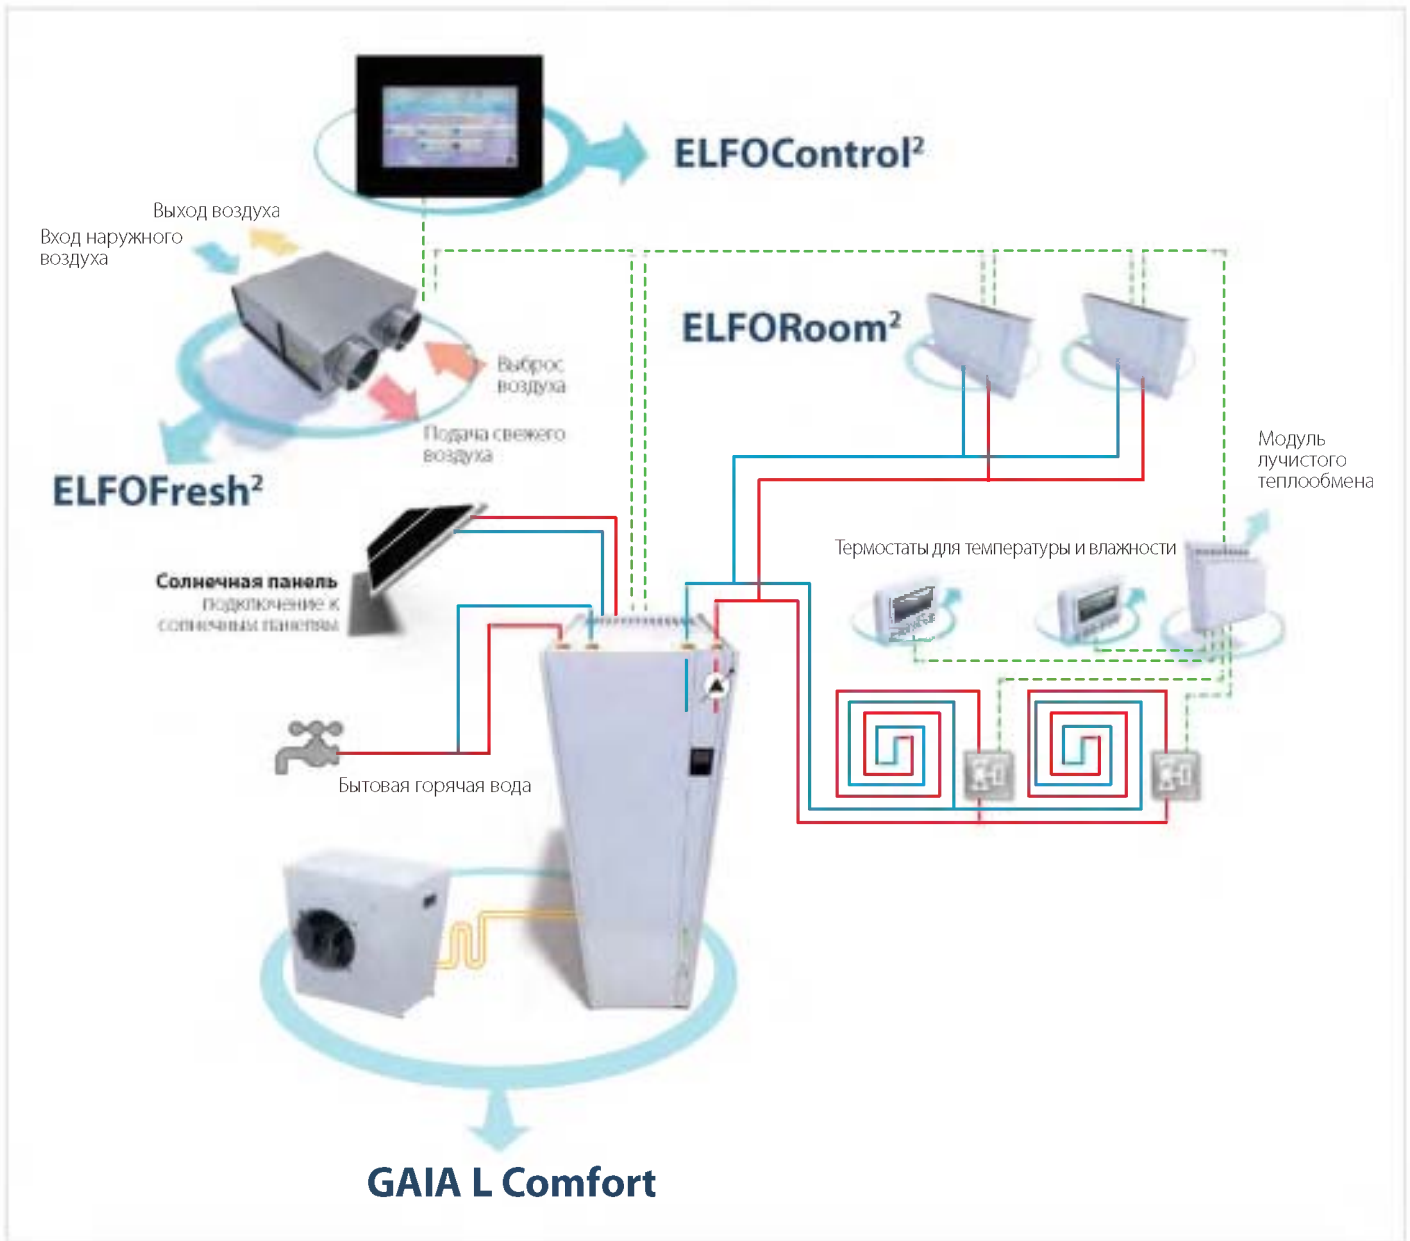 ELFOControl²
Выход воздуха
Вход наружного
воздуха
ELFORoom²
Выброс
воздуха
Подача свежего
воздуха
ELFOFresh²
Модуль
лучистого
теплообмена
Термостаты для температуры и влажности
Солнечная панель
подключение к
солнечным панелям
Бытовая горячая вода
GAIA L Comfort